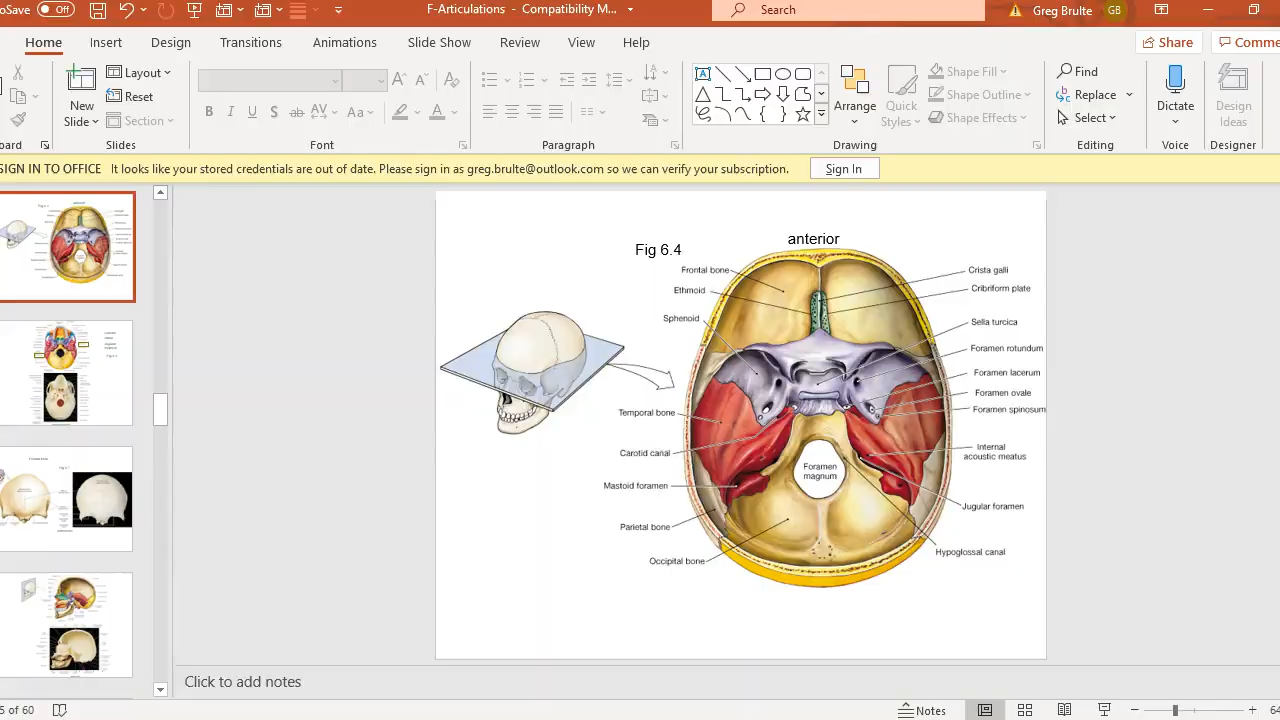 oSave Off F-Articulations - Compatibility M... Search Greg Brulte GB
Home Insert Design Transitions Animations Slide Show Review View Help Share Comme
New Slide Layout Reset Section
B I U S ab AV Aa A
Arrange Quick Styles Shape Fill Shape Outline Shape Effects
Find Replace Select
Dictate Design Ideas
oard Slides Font Paragraph Drawing Editing Voice Designer
SIGN IN TO OFFICE It looks like your stored credentials are out of date. Please sign in as greg.brulte@outlook.com so we can verify your subscription. Sign In
anterior
Fig 6.4
Frontal bone
Ethmoid
Sphenoid
Temporal bone
Carotid canal
Mastoid foramen
Parietal bone
Occipital bone
Foramen
magnum
Crista galli
Cribriform plate
Sella turcica
Foramen rotundum
Foramen lacerum
Foramen ovale
Foramen spinosum
Internal
acoustic meatus
Jugular foramen
Hypoglossal canal
Click to add notes
5 of 60 Notes 64